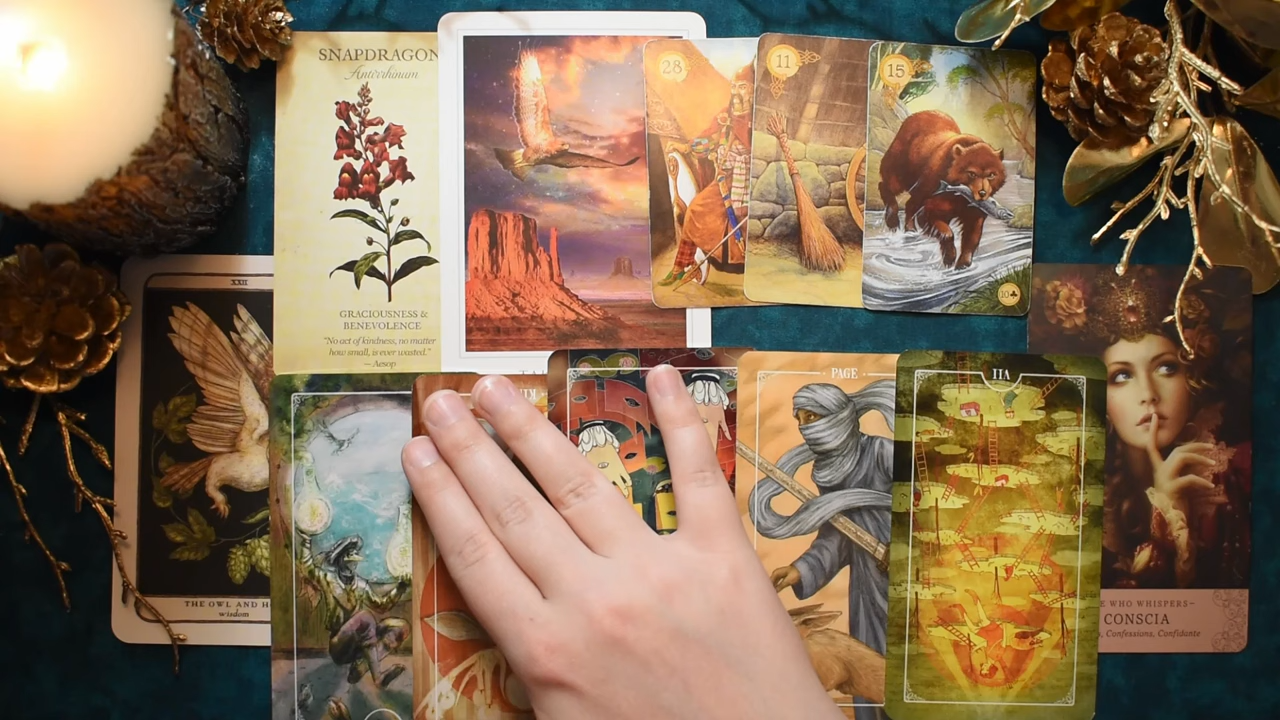 SNAPDRAGON
Antirrhinum
GRACIOUSNESS &
BENEVOLENCE
"No act of kindness, no matter
how small, is ever wasted."
~ Aesop
28
11
15
10♣
XXII
THE OWL AND H
wisdom
PAGE
VII
E WHO WHISPERS~
CONSCIA
s, Confessions, Confidante